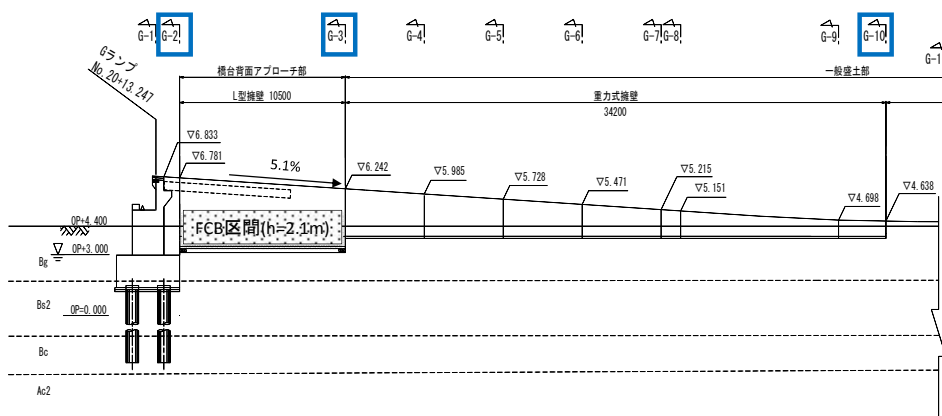 G-1
G-2
G-3
G-4
G-5
G-6
G-7
G-8
G-9
G-10
G-1
Gランプ
No.20+13.247
橋台背面アプローチ部
一般盛土部
L型擁壁 10500
重力式擁壁
34200
▽6.833
▽6.781
5.1%
▽6.242
▽5.985
▽5.728
▽5.471
▽5.215
▽5.151
▽4.698
▽4.638
FCB区間(h=2.1m)
OP+4.400
OP+3.000
Bg
Bs2
OP=0.000
Bc
Ac2